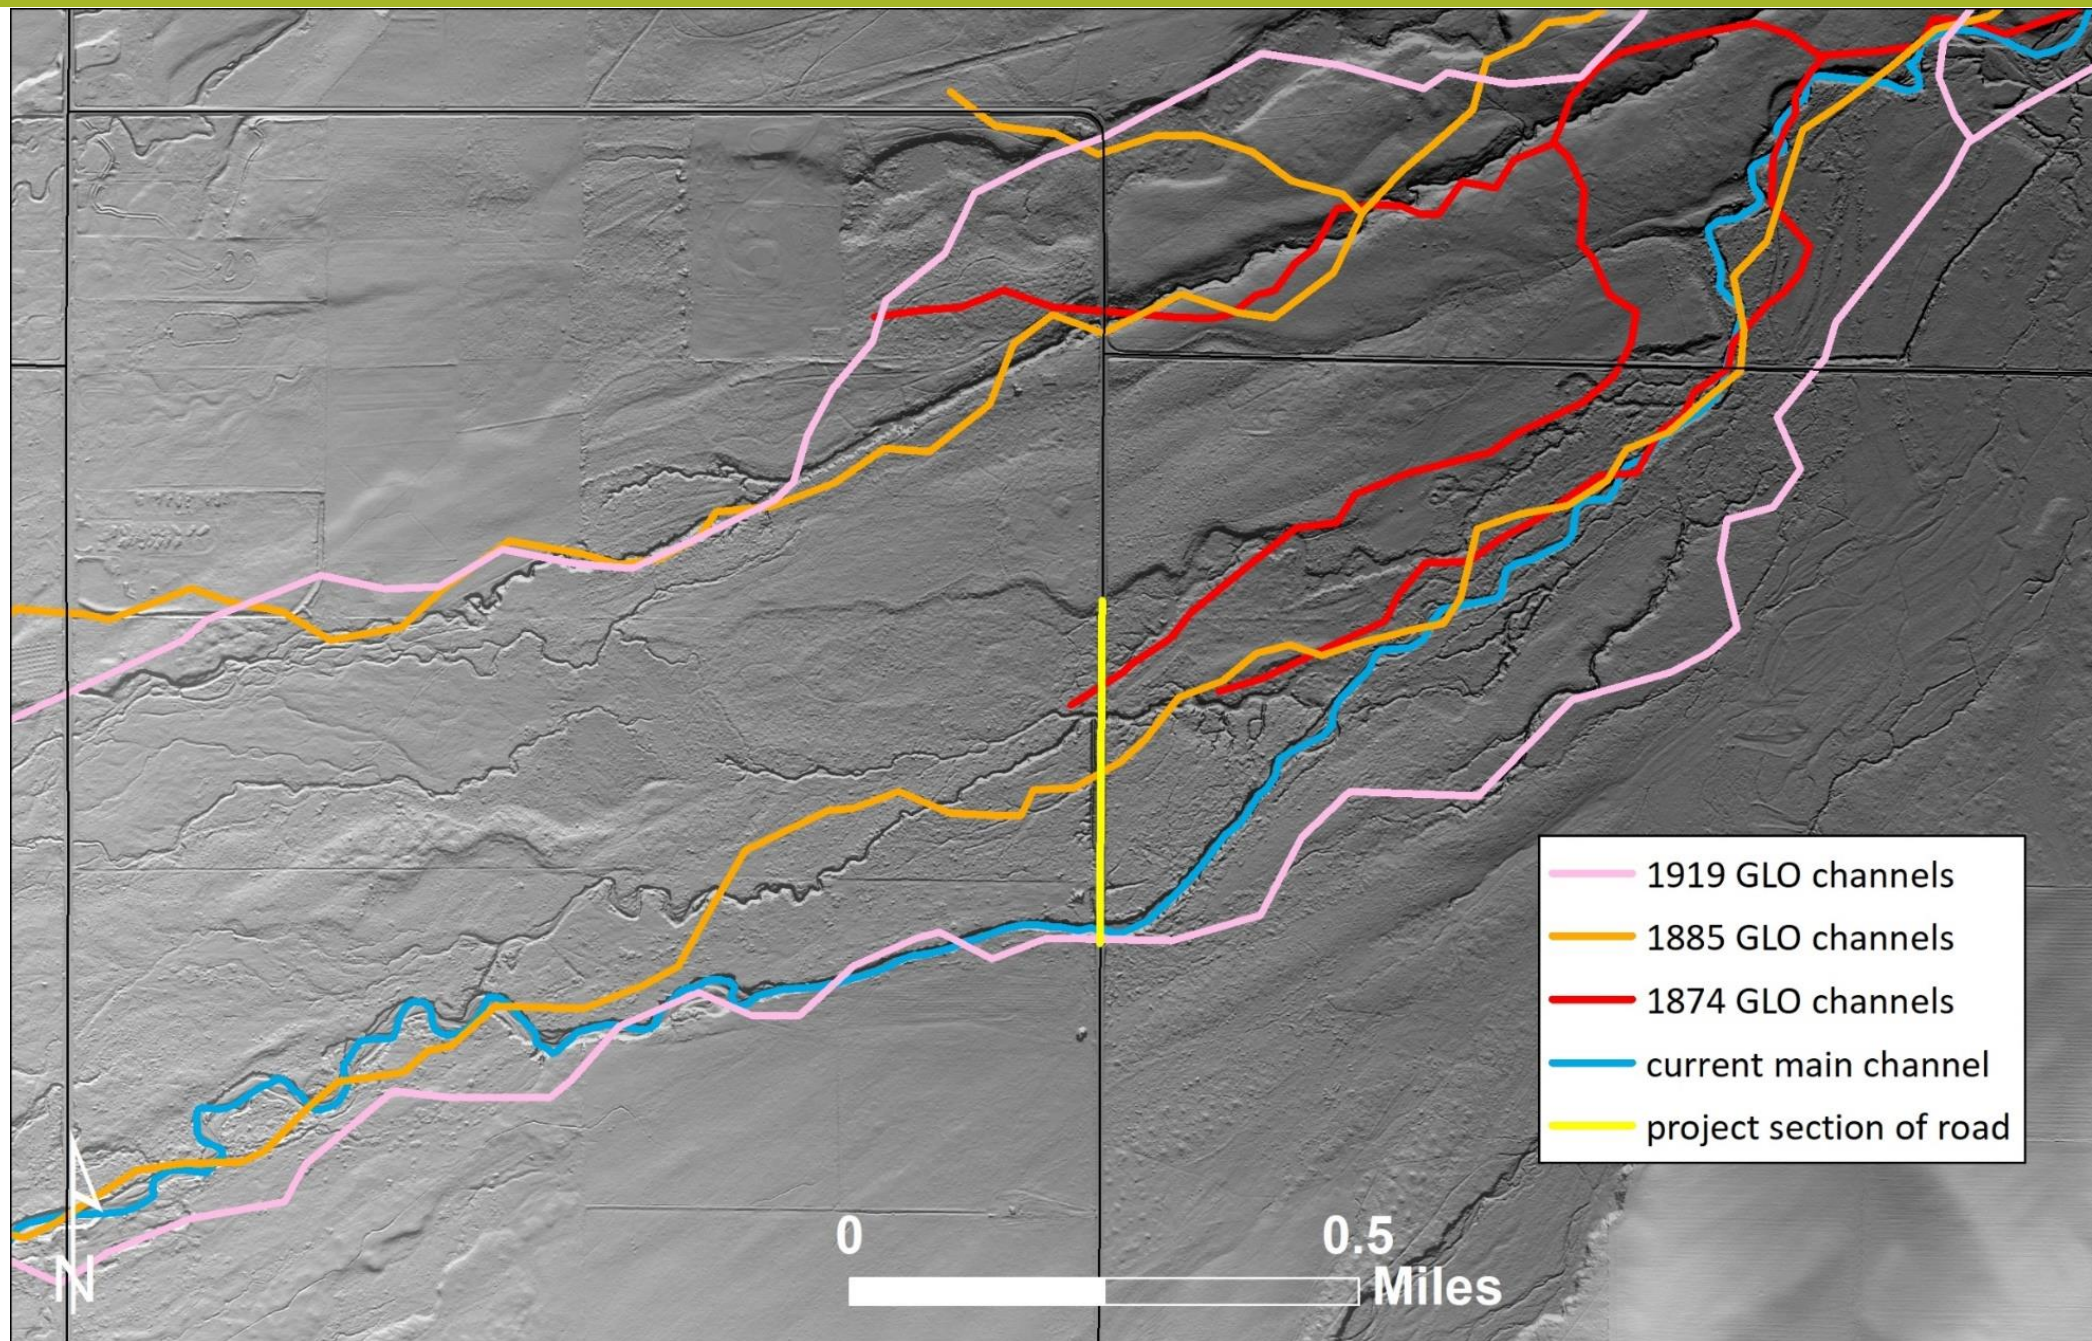 1919 GLO channels
1885 GLO channels
1874 GLO channels
current main channel
project section of road
N
0 0.5
Miles